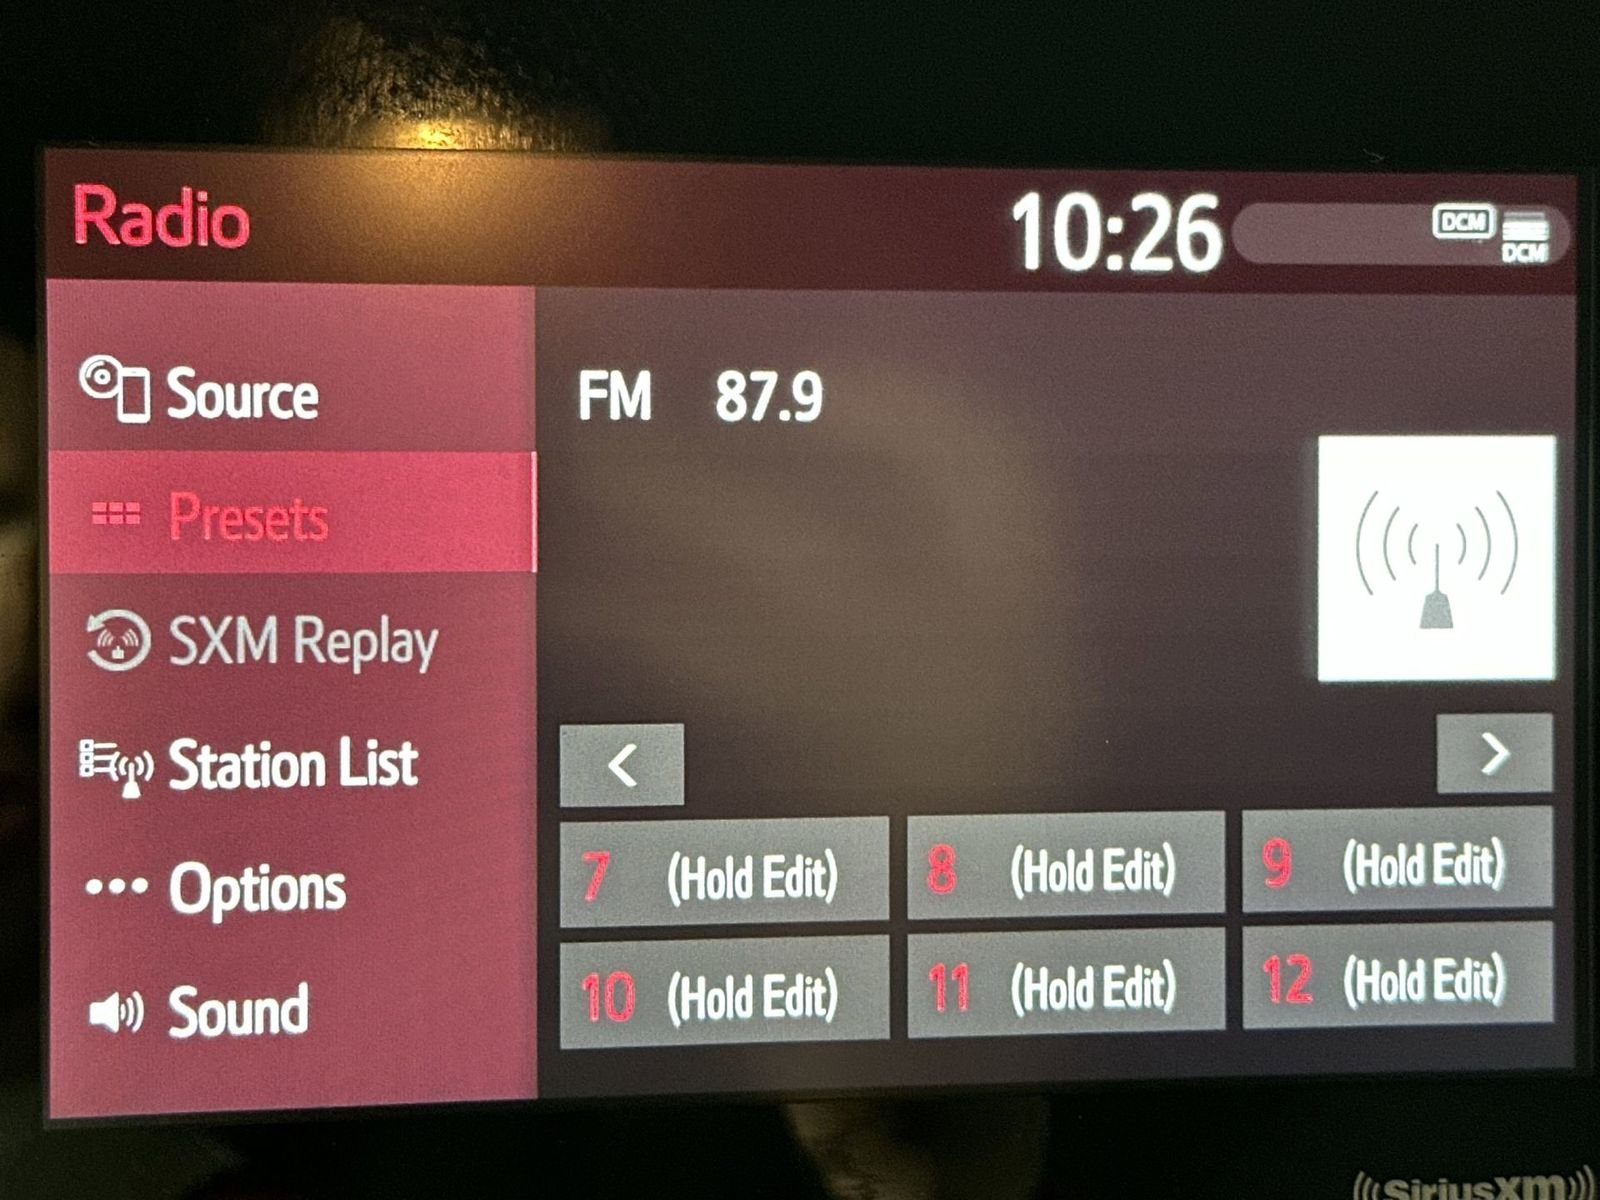 Radio
10:26
DCM
DCM
Source
Presets
SXM Replay
Station List
Options
Sound
FM 87.9
<
>
7 (Hold Edit)
8 (Hold Edit)
9 (Hold Edit)
10 (Hold Edit)
11 (Hold Edit)
12 (Hold Edit)
((SiriusXM))